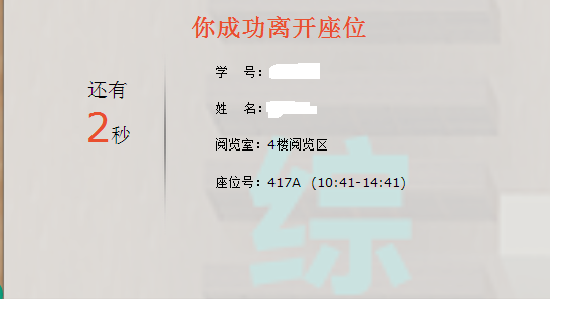 你成功离开座位
还有
2秒
学 号：
姓 名：
阅览室：4楼阅览区
座位号：417A (10:41-14:41)
综